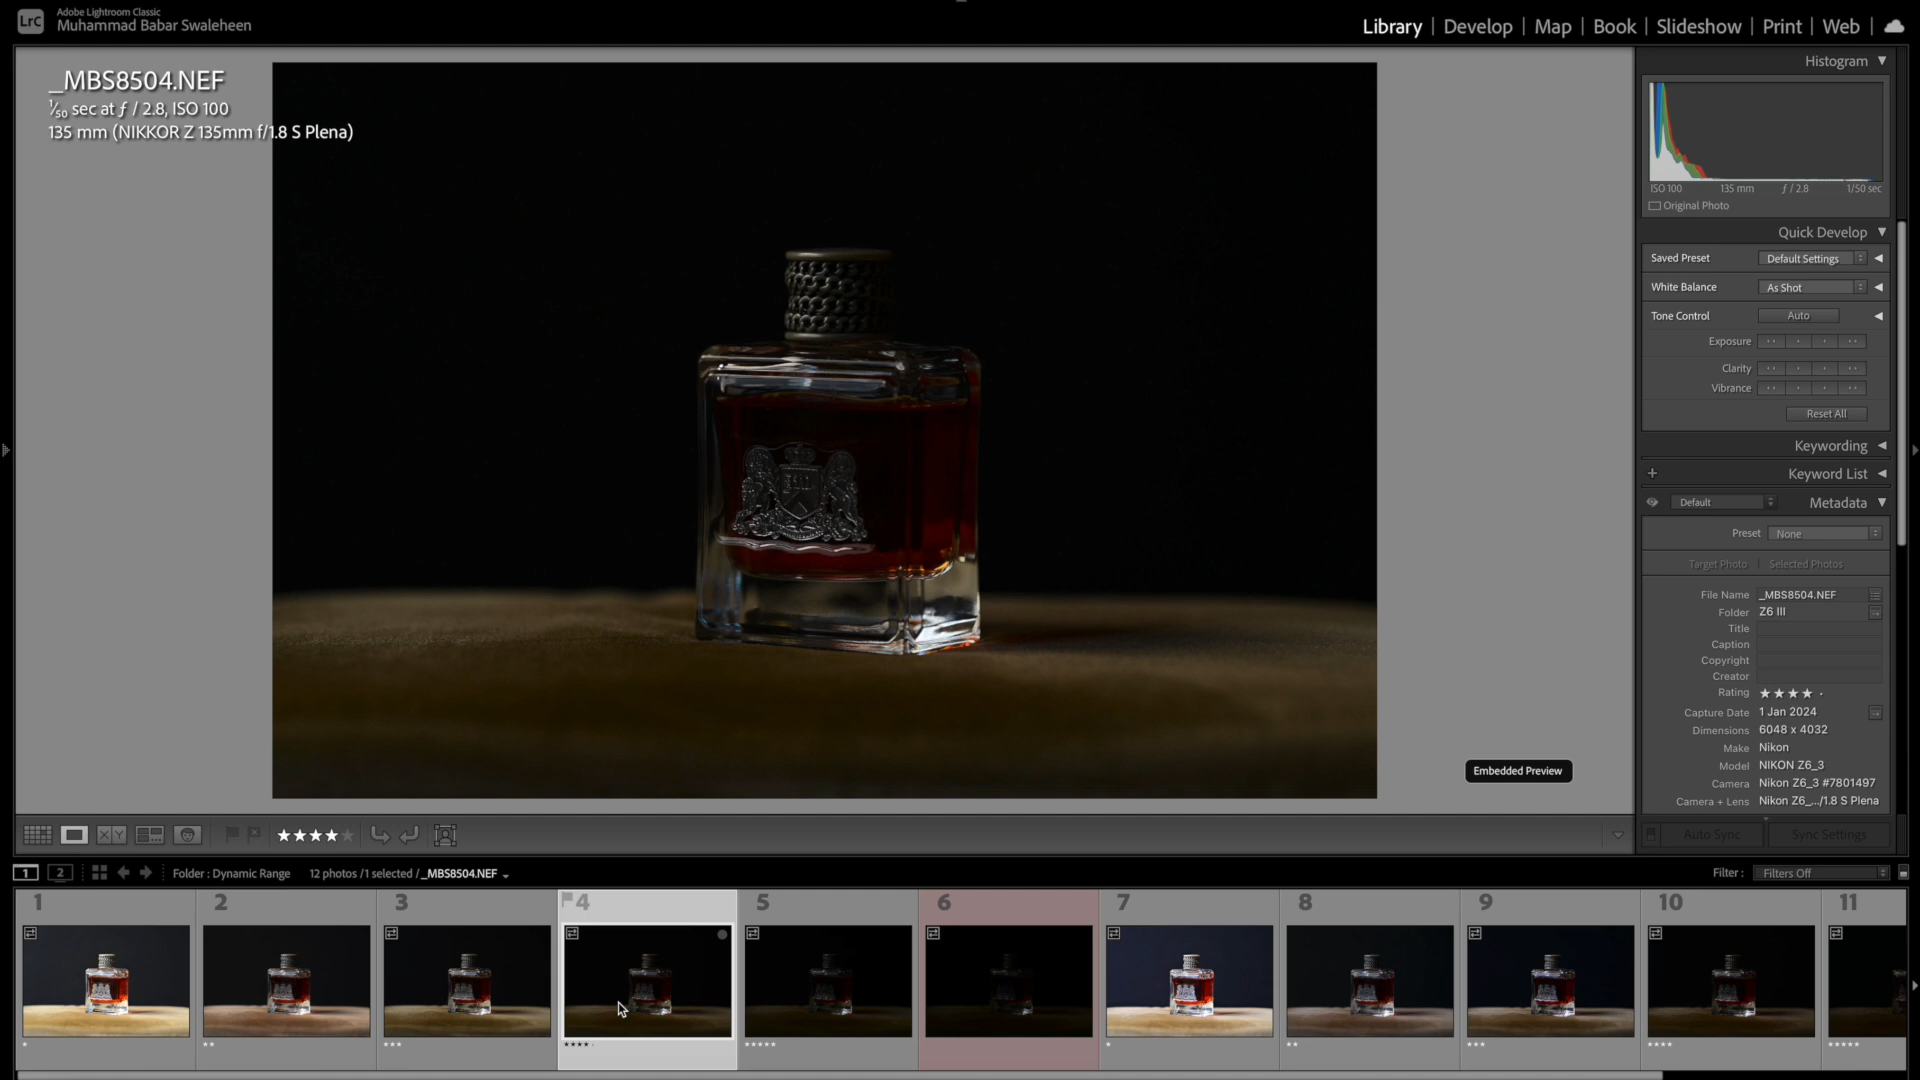 LrC
Adobe Lightroom Classic
Muhammad Babar Swaleheen
Library | Develop | Map | Book | Slideshow | Print | Web |
_MBS8504.NEF
1/50 sec at ƒ / 2.8, ISO 100
135 mm (NIKKOR Z 135mm f/1.8 S Plena)
Histogram
ISO 100 135 mm ƒ / 2.8 1/50 sec
Original Photo
Quick Develop
Saved Preset Default Settings
White Balance As Shot
Tone Control Auto
Exposure
Clarity
Vibrance
Reset All
Keywording
+ Keyword List
Default Metadata
Preset None
Target Photo | Selected Photos
File Name _MBS8504.NEF
Folder Z6 III
Title
Caption
Copyright
Creator
Rating ★★★★ ·
Capture Date 1 Jan 2024
Dimensions 6048 x 4032
Make Nikon
Model NIKON Z6_3
Camera Nikon Z6_3 #7801497
Camera + Lens Nikon Z6_.../1.8 S Plena
Embedded Preview
X Y
Auto Sync Sync Settings
1 2 Folder : Dynamic Range 12 photos / 1 selected / _MBS8504.NEF
Filter : Filters Off
1 2 3 4 5 6 7 8 9 10 11